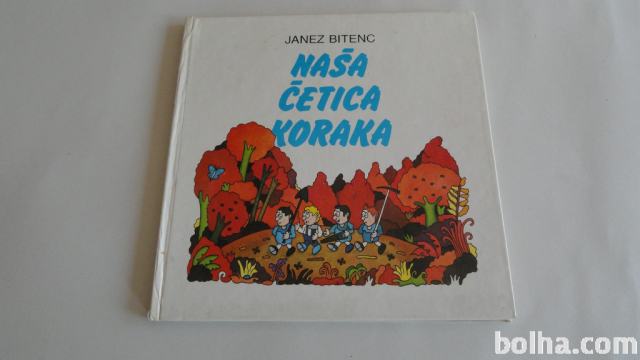 JANEZ BITENC
NAŠA
ČETICA
KORAKA
bolha.com